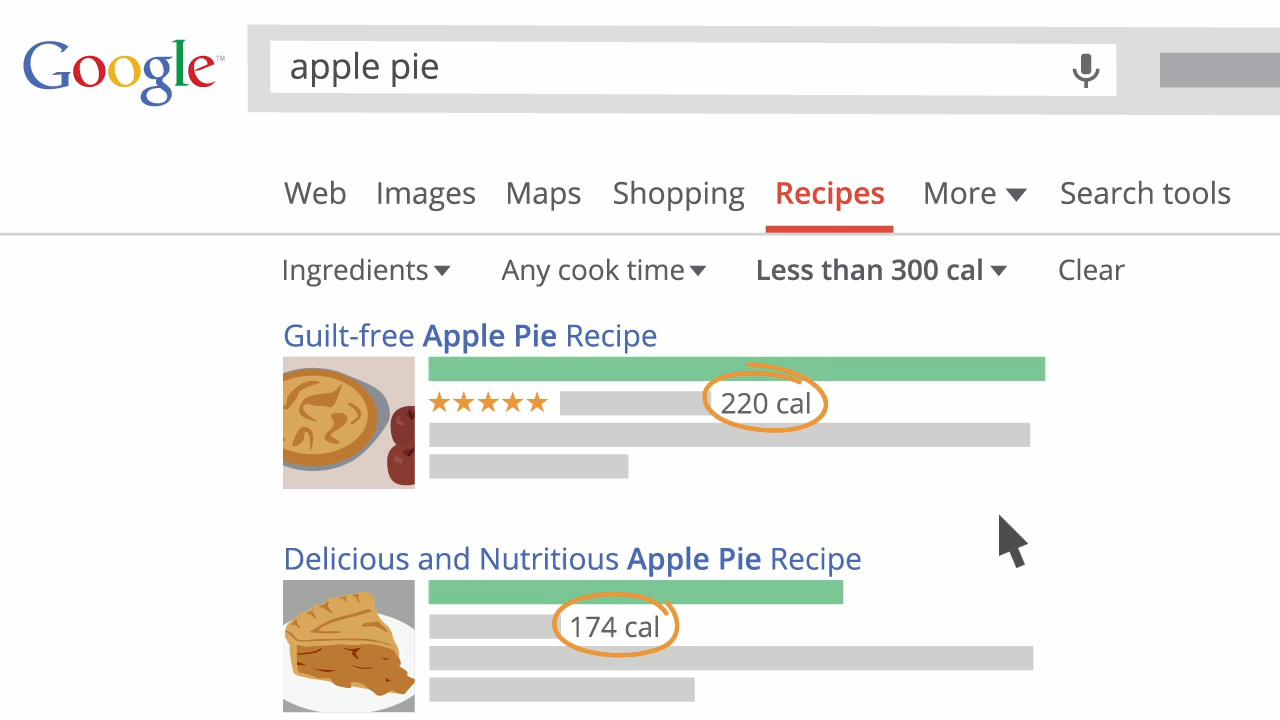 Google™ apple pie
Web Images Maps Shopping Recipes More Search tools
Ingredients Any cook time Less than 300 cal Clear
Guilt-free Apple Pie Recipe
220 cal
Delicious and Nutritious Apple Pie Recipe
174 cal